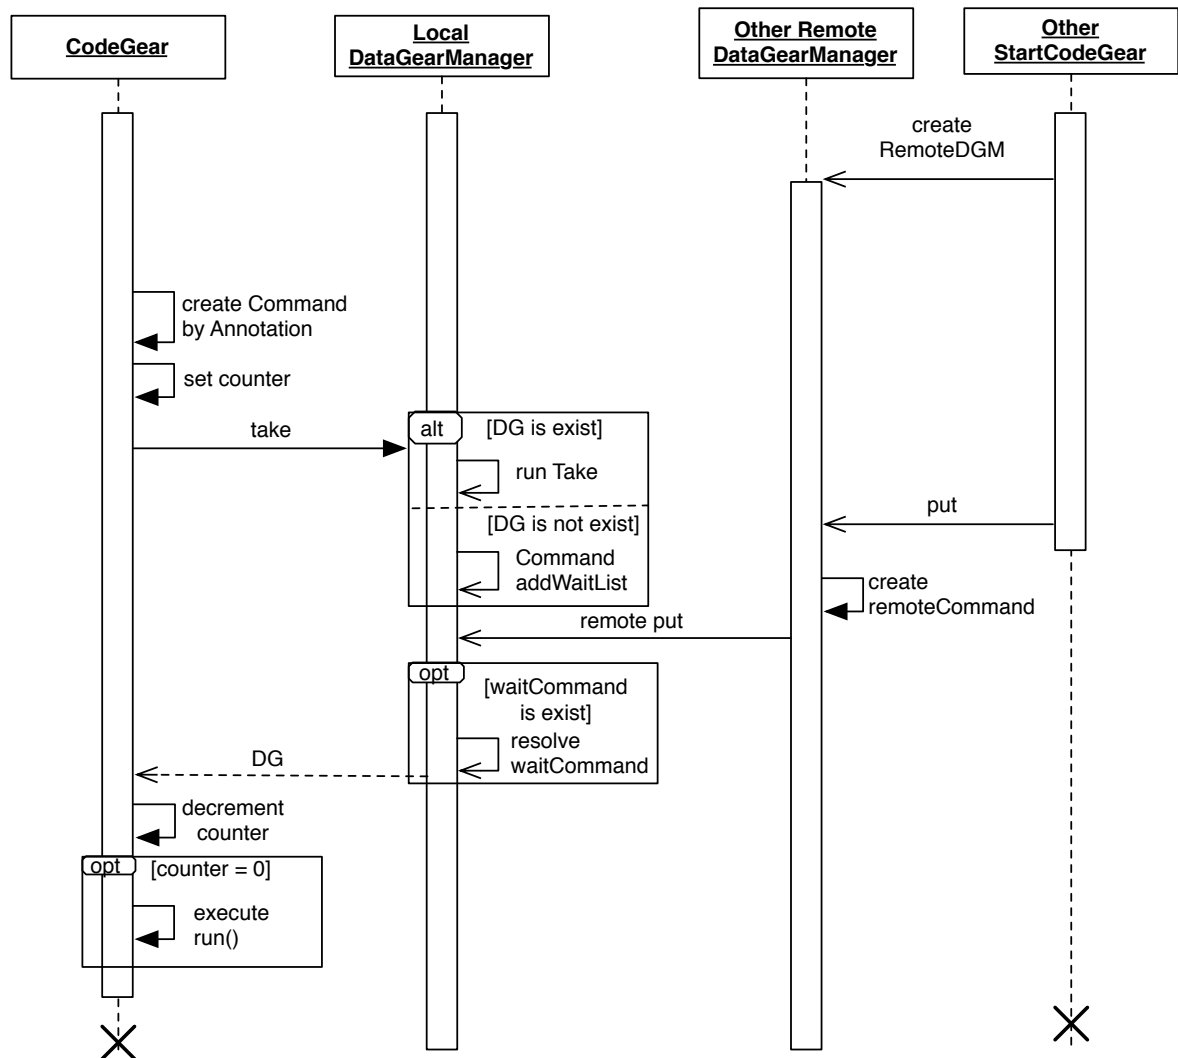 CodeGear
Local
DataGearManager
Other Remote
DataGearManager
Other
StartCodeGear
create
RemoteDGM
create Command
by Annotation
set counter
take
alt
[DG is exist]
run Take
[DG is not exist]
put
Command
addWaitList
create
remoteCommand
remote put
opt
[waitCommand
is exist]
resolve
waitCommand
DG
decrement
counter
opt
[counter = 0]
execute
run()